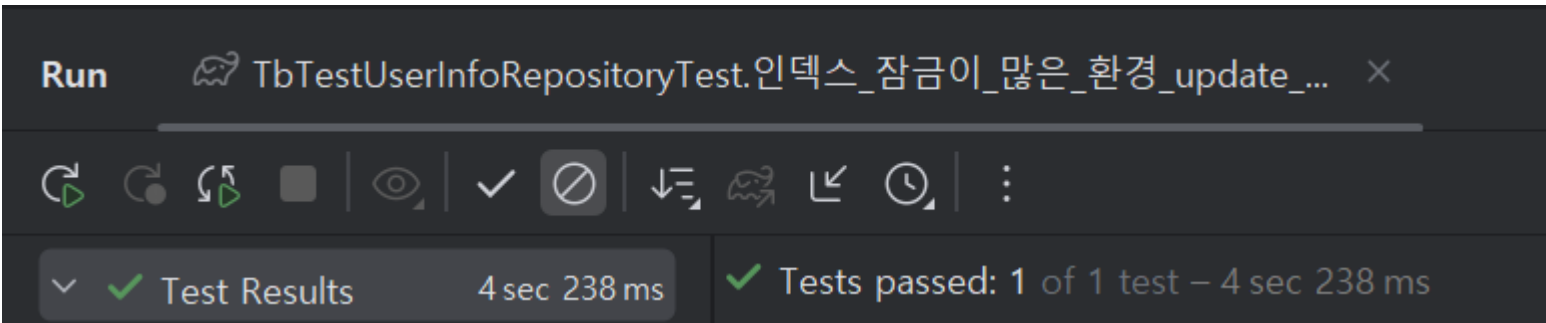 Run TbTestUserInfoRepositoryTest.인덱스_잠금이_많은_환경_update_...
Test Results 4 sec 238 ms
Tests passed: 1 of 1 test – 4 sec 238 ms